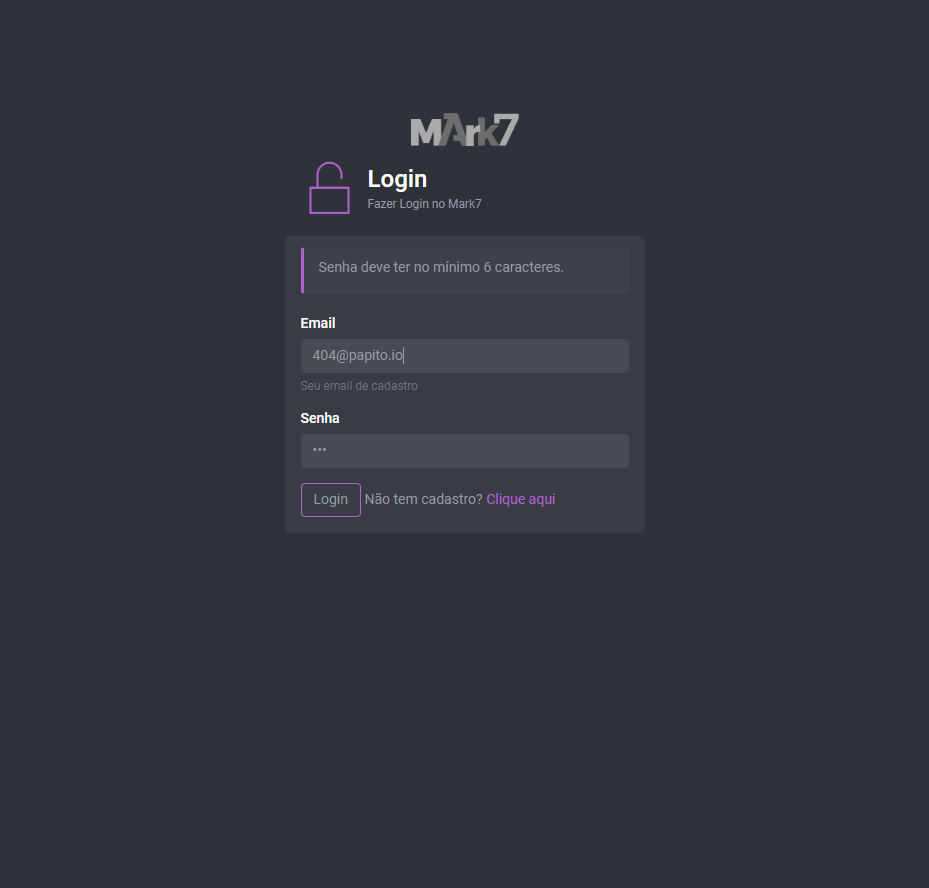 MArk7
Login
Fazer Login no Mark7
Senha deve ter no mínimo 6 caracteres.
Email
404@papito.io
Seu email de cadastro
Senha
•••
Login Não tem cadastro? Clique aqui